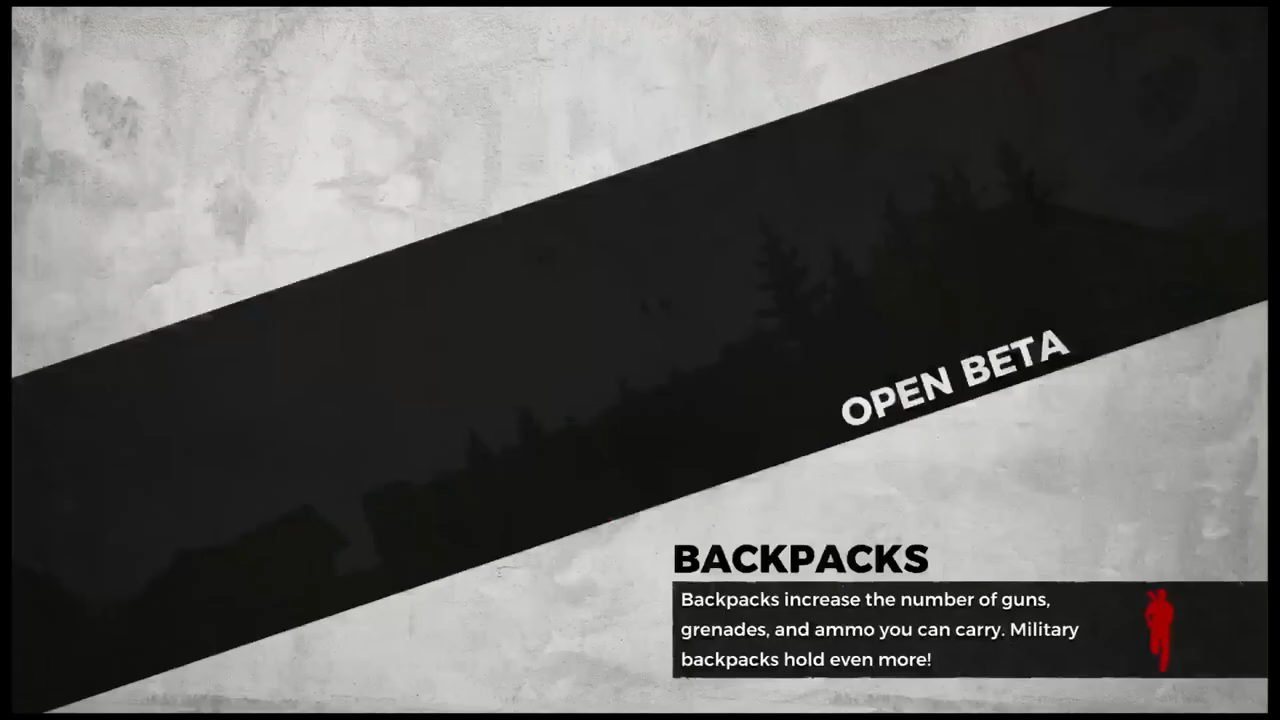 OPEN BETA
BACKPACKS
Backpacks increase the number of guns,
grenades, and ammo you can carry. Military
backpacks hold even more!